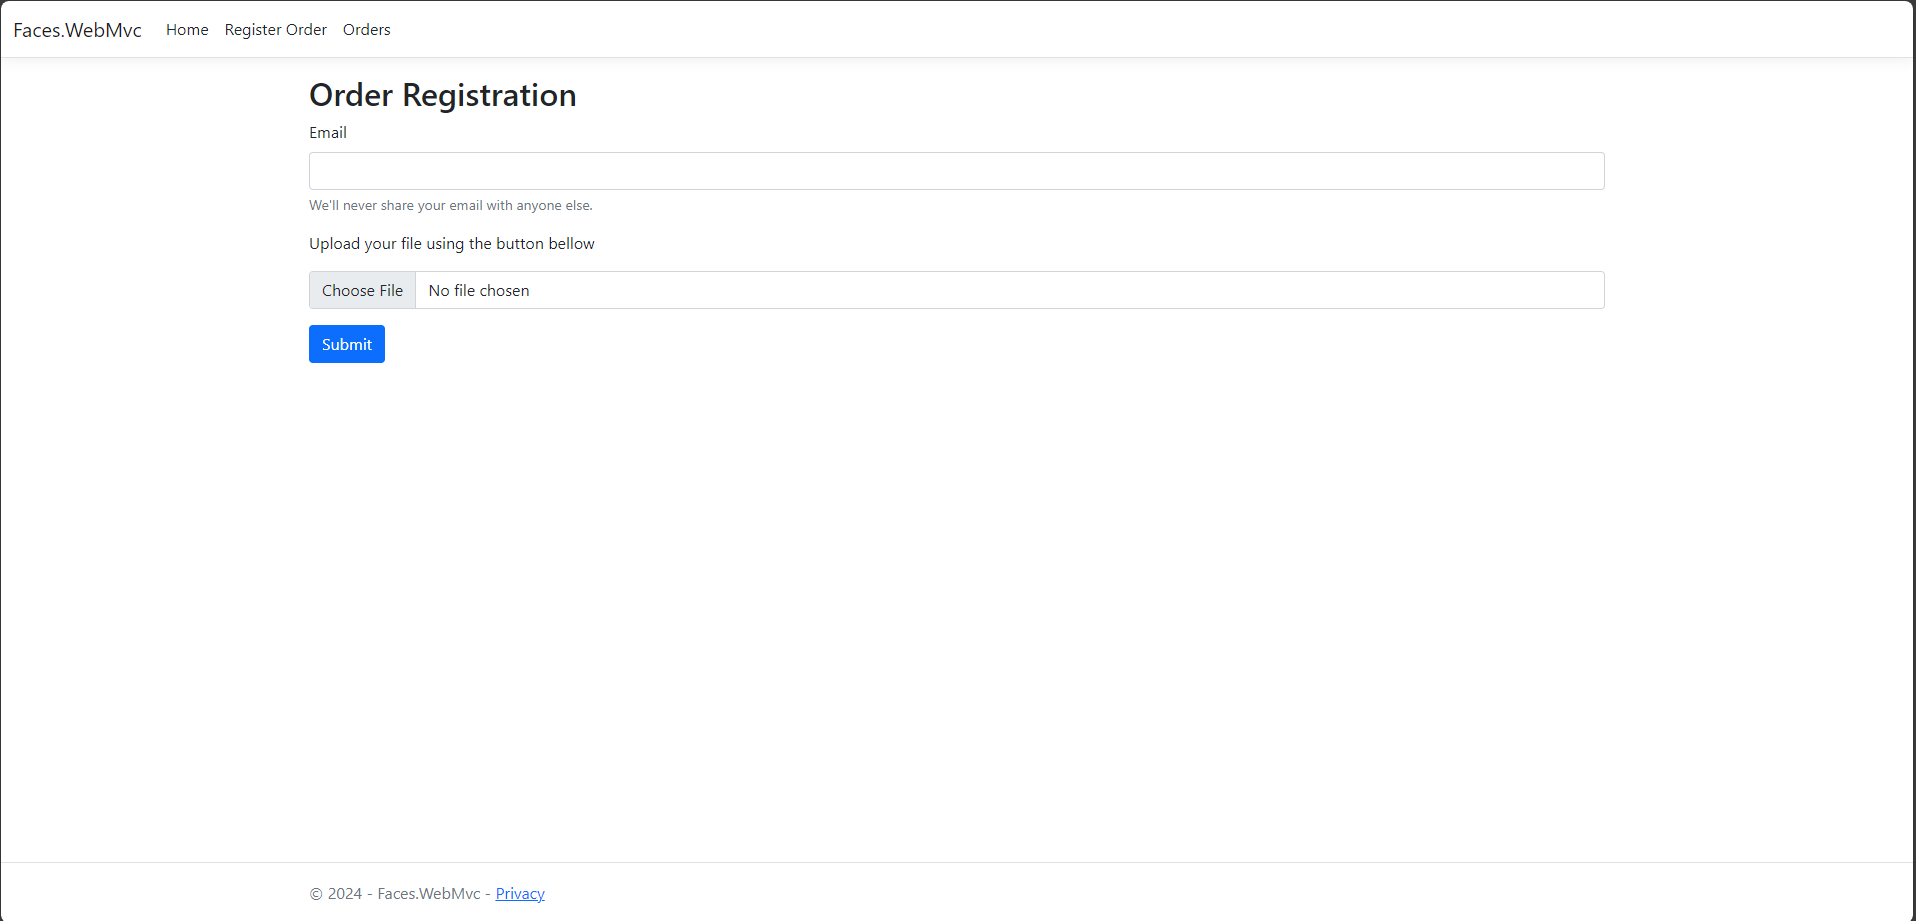 Faces.WebMvc Home Register Order Orders
Order Registration
Email
We'll never share your email with anyone else.
Upload your file using the button bellow
Choose File No file chosen
Submit
© 2024 - Faces.WebMvc - Privacy